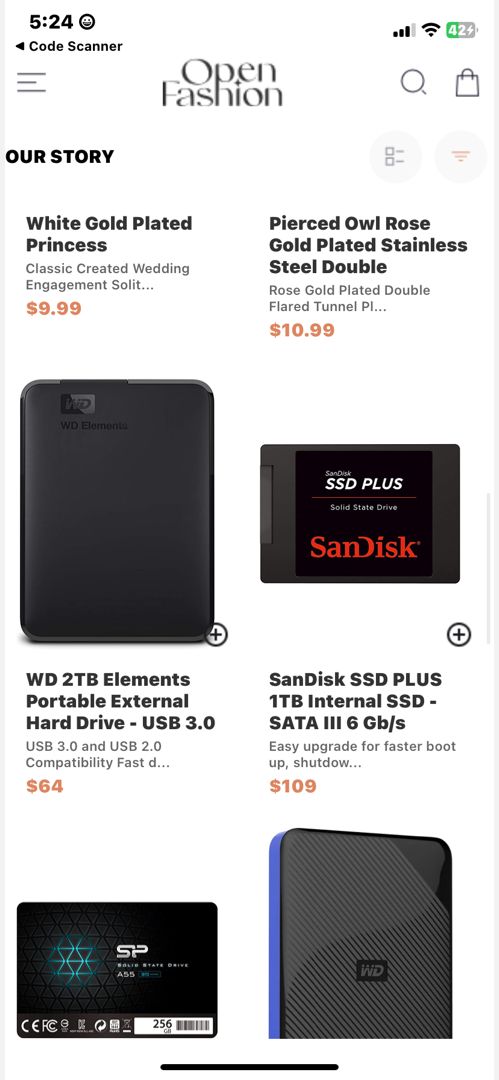 5:24
42
Code Scanner
Open
Fashion
OUR STORY
White Gold Plated
Princess
Classic Created Wedding
Engagement Solit...
$9.99
Pierced Owl Rose
Gold Plated Stainless
Steel Double
Rose Gold Plated Double
Flared Tunnel Pl...
$10.99
WD
WD Elements
SanDisk
SSD PLUS
Solid State Drive
SanDisk
WD 2TB Elements
Portable External
Hard Drive - USB 3.0
USB 3.0 and USB 2.0
Compatibility Fast d...
$64
SanDisk SSD PLUS
1TB Internal SSD -
SATA III 6 Gb/s
Easy upgrade for faster boot
up, shutdow...
$109
SP
SOLID STATE DRIVE
A55
256
GB
WD